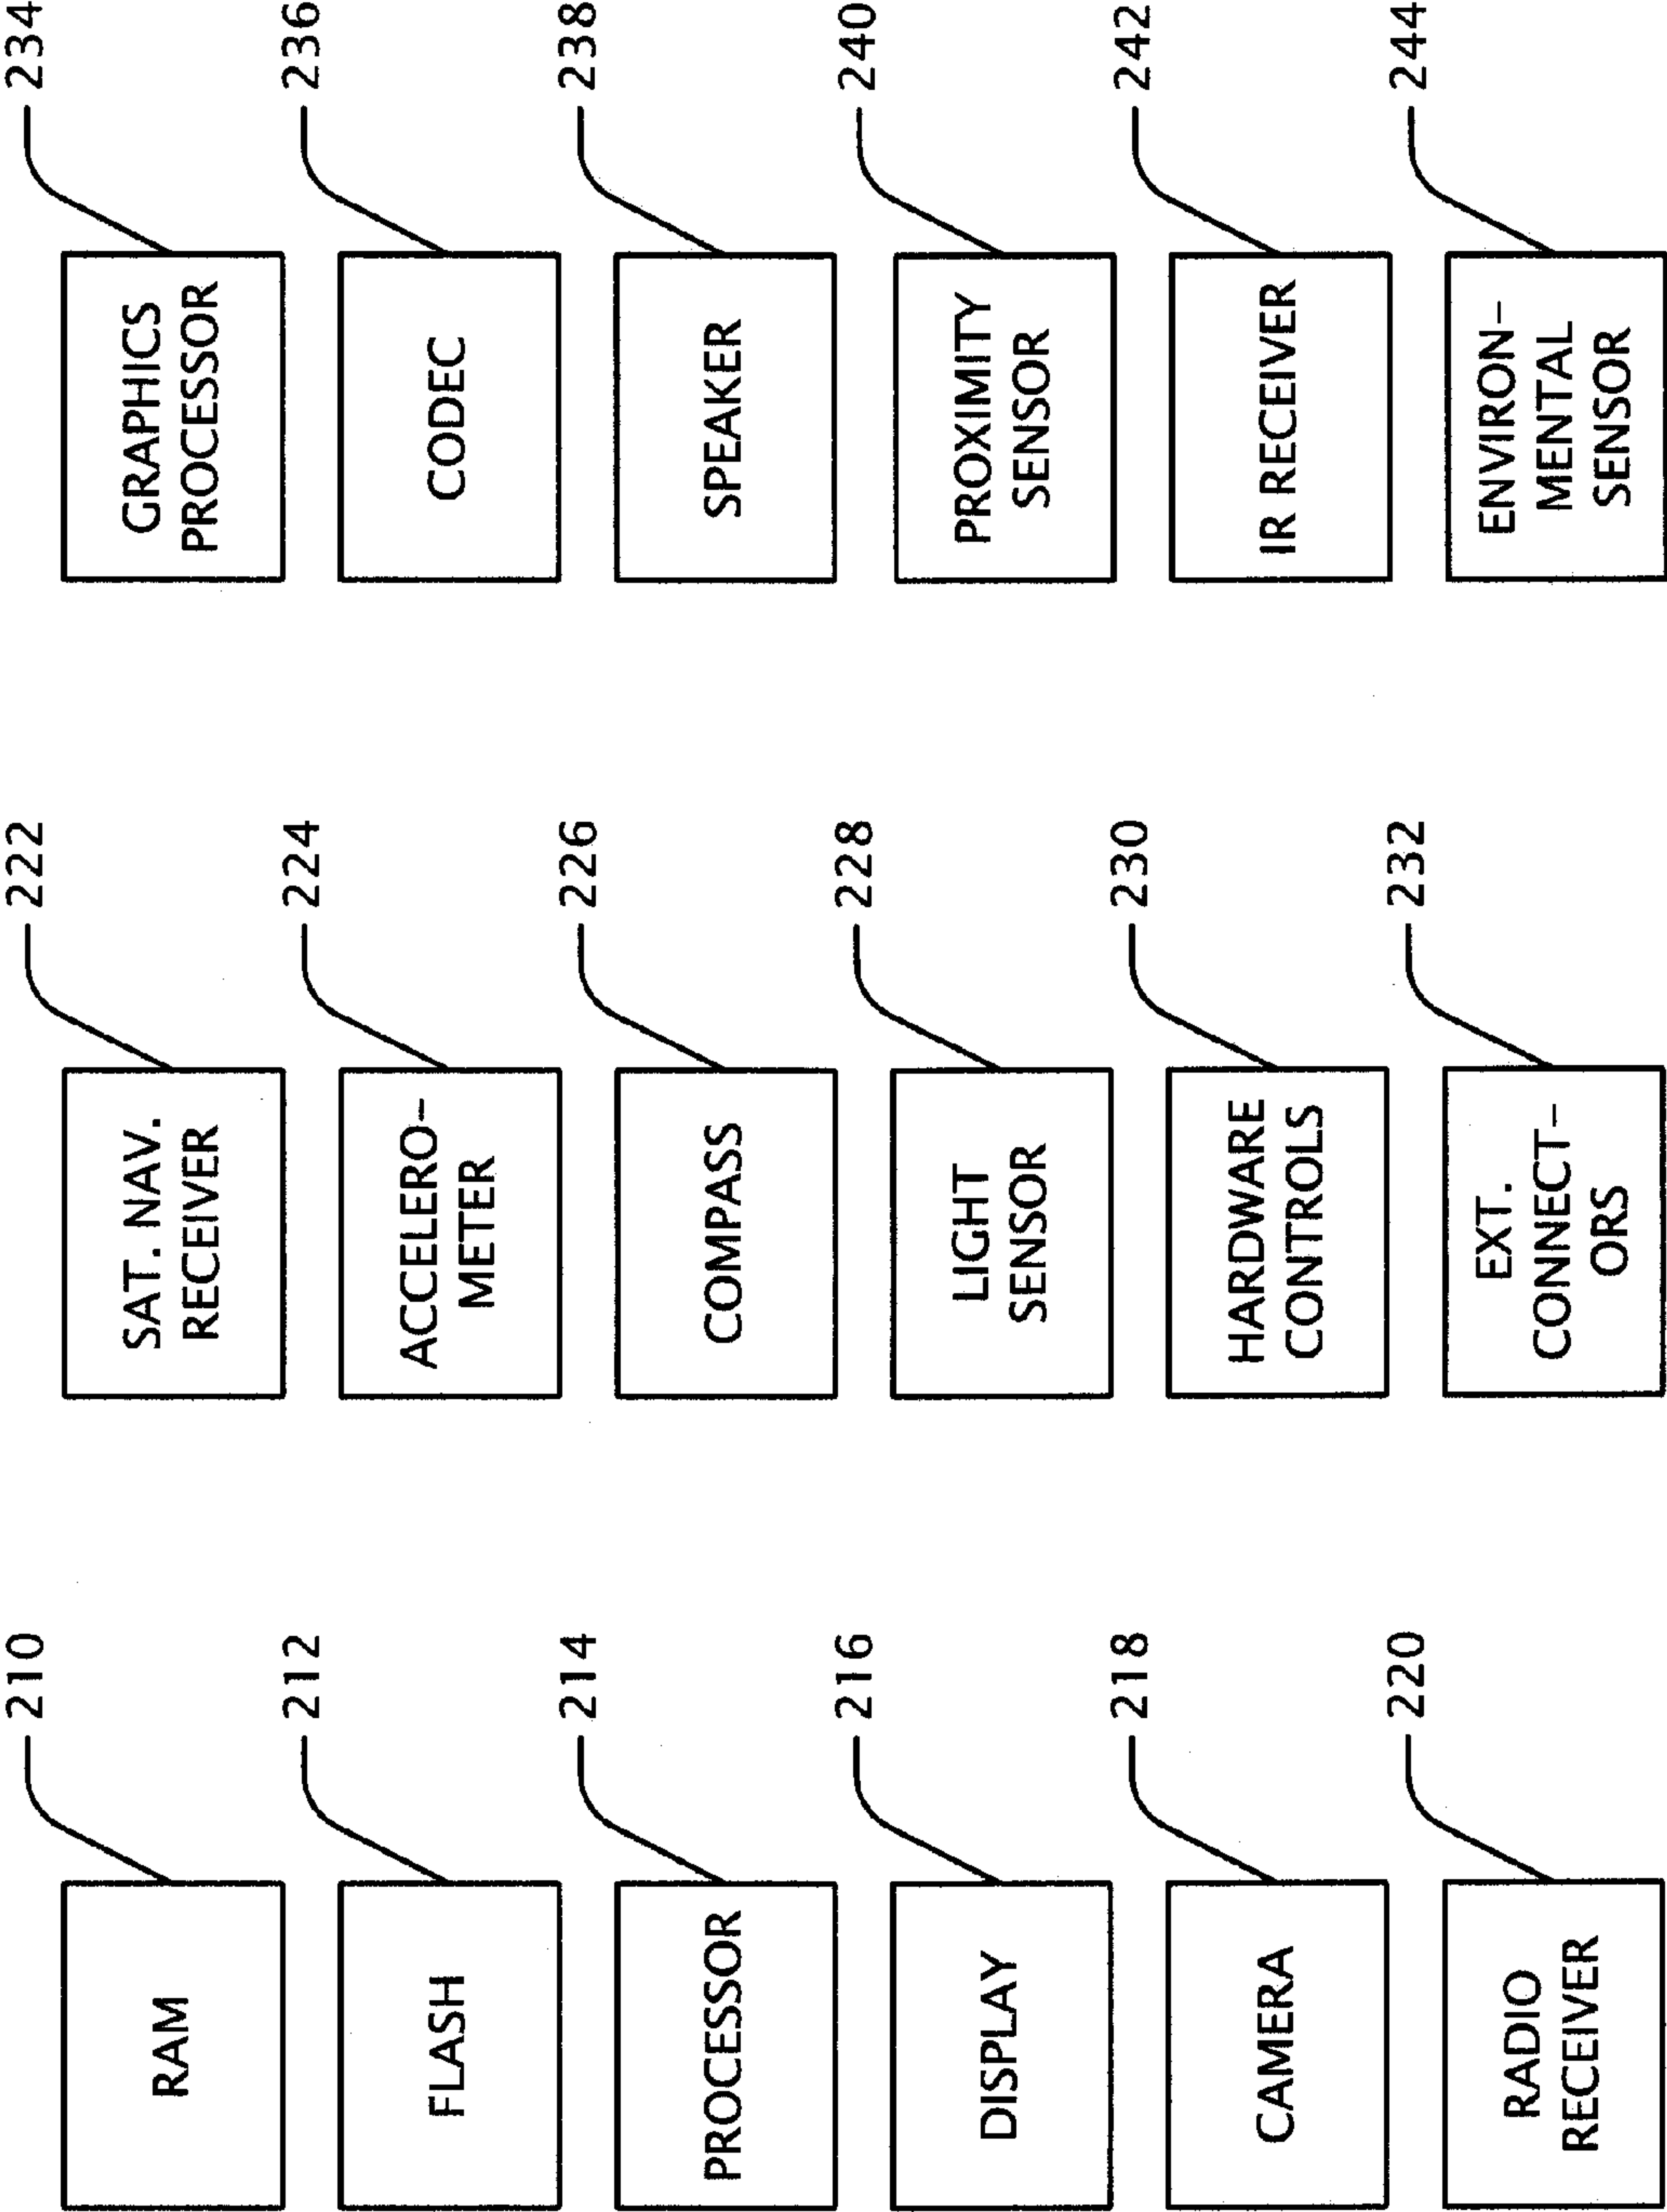 RAM
210
FLASH
212
PROCESSOR
214
DISPLAY
216
CAMERA
218
RADIO
RECEIVER
220
SAT. NAV.
RECEIVER
222
ACCELERO-
METER
224
COMPASS
226
LIGHT
SENSOR
228
HARDWARE
CONTROLS
230
EXT.
CONNECT-
ORS
232
GRAPHICS
PROCESSOR
234
CODEC
236
SPEAKER
238
PROXIMITY
SENSOR
240
IR RECEIVER
242
ENVIRON-
MENTAL
SENSOR
244